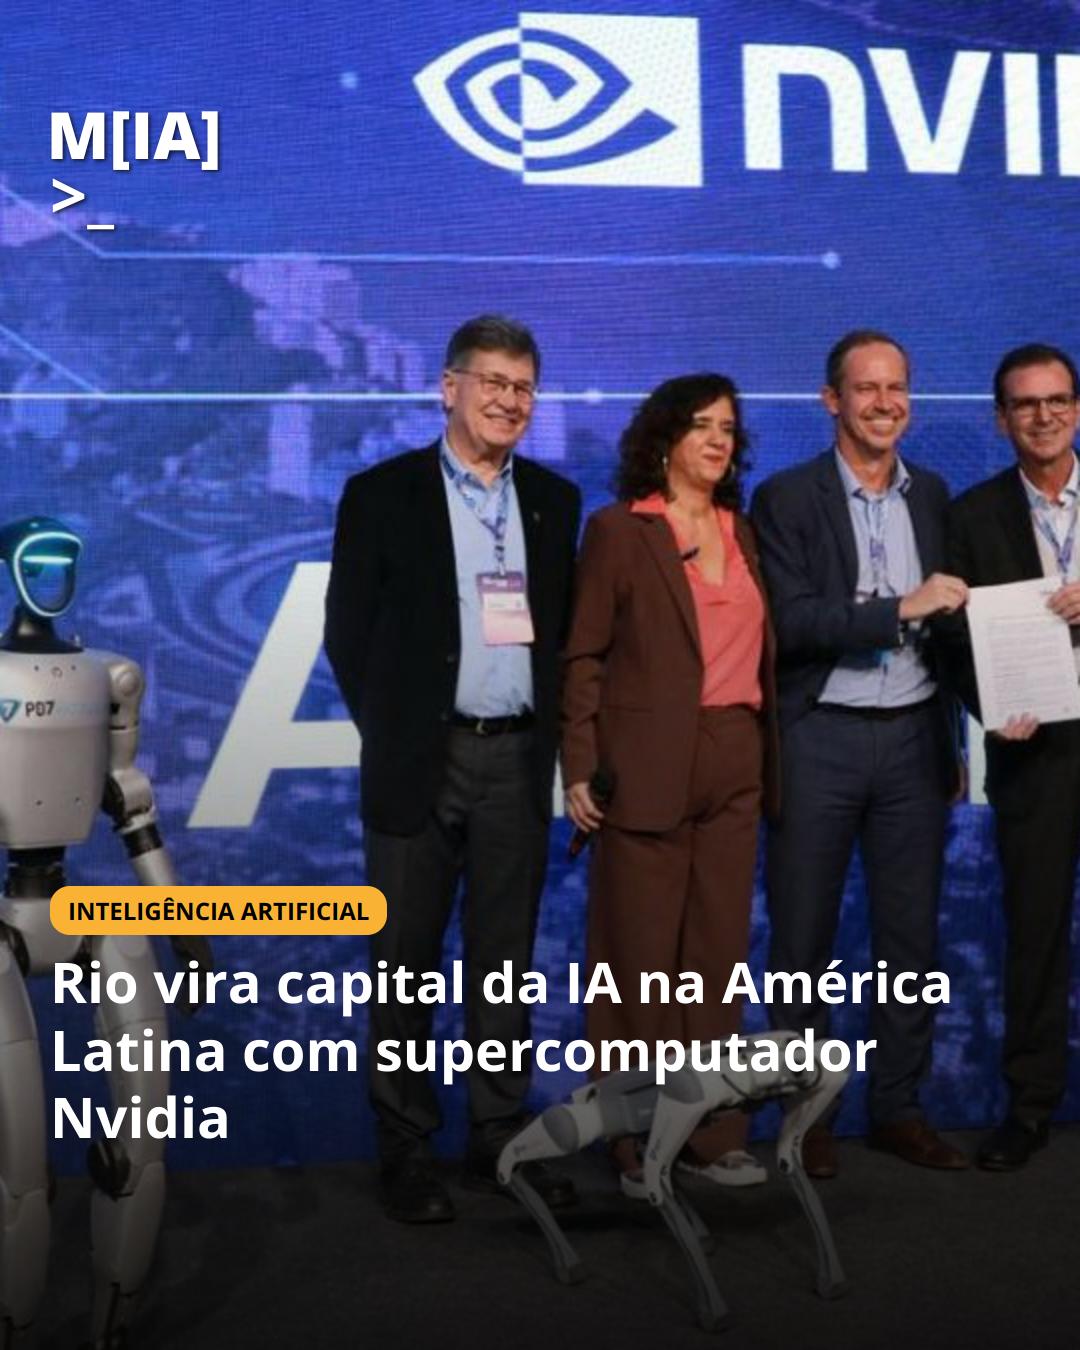 M[IA]
>_
NVI
P07
INTELIGÊNCIA ARTIFICIAL
Rio vira capital da IA na América
Latina com supercomputador
Nvidia